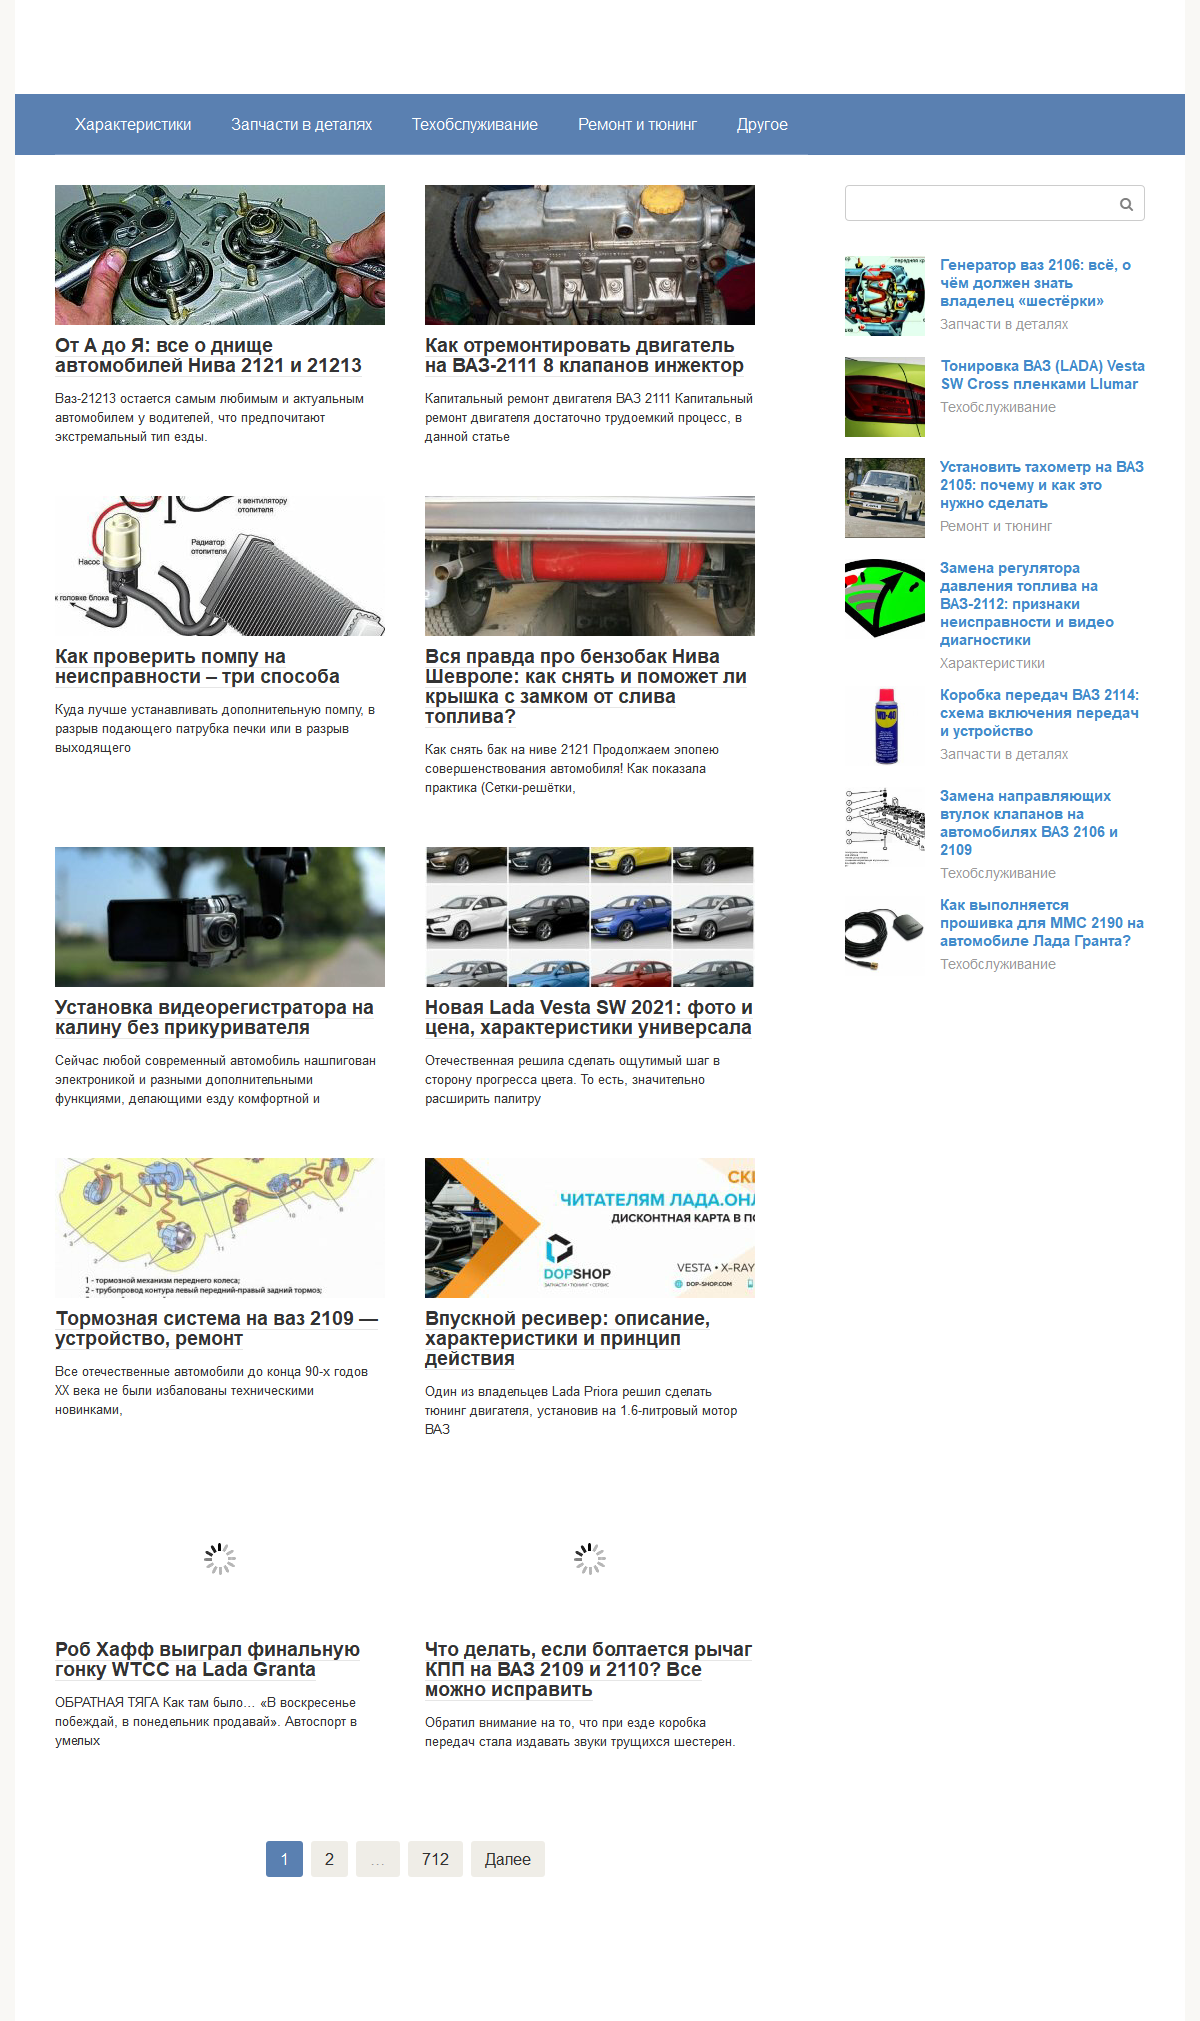 Характеристики
Запчасти в деталях
Техобслуживание
Ремонт и тюнинг
Другое
От А до Я: все о днище
автомобилей Нива 2121 и 21213
Ваз-21213 остается самым любимым и актуальным
автомобилем у водителей, что предпочитают
экстремальный тип езды.
Как отремонтировать двигатель
на ВАЗ-2111 8 клапанов инжектор
Капитальный ремонт двигателя ВАЗ 2111 Капитальный
ремонт двигателя достаточно трудоемкий процесс, в
данной статье
к вентилятору
отопителя
Радиатор
отопителя
Насос
к головке блока
Как проверить помпу на
неисправности – три способа
Куда лучше устанавливать дополнительную помпу, в
разрыв подающего патрубка печки или в разрыв
выходящего
Вся правда про бензобак Нива
Шевроле: как снять и поможет ли
крышка с замком от слива
топлива?
Как снять бак на ниве 2121 Продолжаем эпопею
совершенствования автомобиля! Как показала
практика (Сетки-решётки,
Установка видеорегистратора на
калину без прикуривателя
Сейчас любой современный автомобиль нашпигован
электроникой и разными дополнительными
функциями, делающими езду комфортной и
Новая Lada Vesta SW 2021: фото и
цена, характеристики универсала
Отечественная решила сделать ощутимый шаг в
сторону прогресса цвета. То есть, значительно
расширить палитру
1 - тормозной механизм переднего колеса;
2 - трубопровод контура левый передний-правый задний тормоз;
Тормозная система на ваз 2109 —
устройство, ремонт
Все отечественные автомобили до конца 90-х годов
XX века не были избалованы техническими
новинками,
СКИ
ЧИТАТЕЛЯМ ЛАДА.ОНЛ
ДИСКОНТНАЯ КАРТА В ПО
DOPSHOP
ЗАПЧАСТИ • ТЮНИНГ • СЕРВИС
VESTA • X-RAY
DOP-SHOP.COM
Впускной ресивер: описание,
характеристики и принцип
действия
Один из владельцев Lada Priora решил сделать
тюнинг двигателя, установив на 1.6-литровый мотор
ВАЗ
Роб Хафф выиграл финальную
гонку WTCC на Lada Granta
ОБРАТНАЯ ТЯГА Как там было… «В воскресенье
побеждай, в понедельник продавай». Автоспорт в
умелых
Что делать, если болтается рычаг
КПП на ВАЗ 2109 и 2110? Все
можно исправить
Обратил внимание на то, что при езде коробка
передач стала издавать звуки трущихся шестерен.
1
2
…
712
Далее
Генератор ваз 2106: всё, о
чём должен знать
владелец «шестёрки»
Запчасти в деталях
Тонировка ВАЗ (LADA) Vesta
SW Cross пленками Llumar
Техобслуживание
Установить тахометр на ВАЗ
2105: почему и как это
нужно сделать
Ремонт и тюнинг
Замена регулятора
давления топлива на
ВАЗ-2112: признаки
неисправности и видео
диагностики
Характеристики
WD-40
Коробка передач ВАЗ 2114:
схема включения передач
и устройство
Запчасти в деталях
Замена направляющих
втулок клапанов на
автомобилях ВАЗ 2106 и
2109
Техобслуживание
Как выполняется
прошивка для ММС 2190 на
автомобиле Лада Гранта?
Техобслуживание